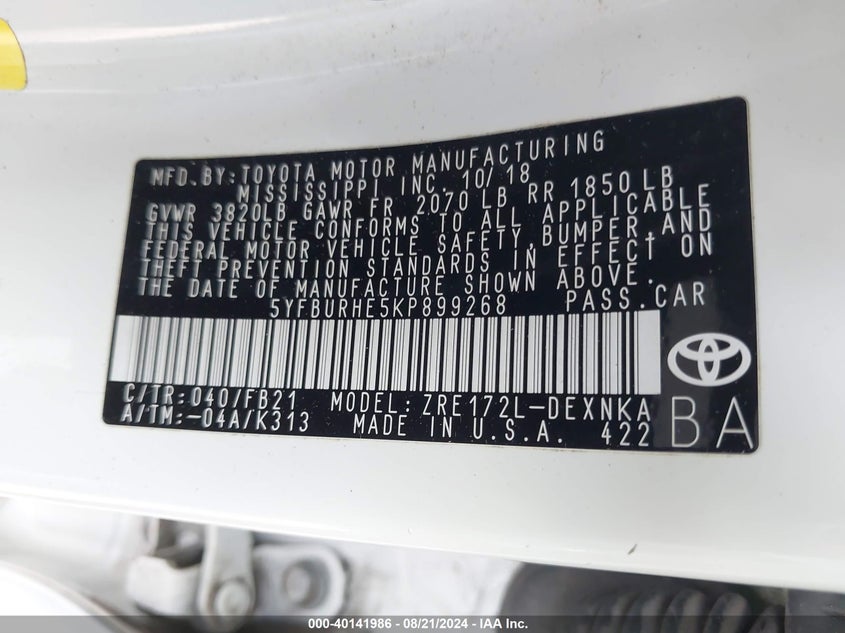 MFD. BY: TOYOTA MOTOR MANUFACTURING
MISSISSIPPI INC. 10/18
GVWR 3820LB GAWR FR 2070 LB RR 1850 LB
THIS VEHICLE CONFORMS TO ALL APPLICABLE
FEDERAL MOTOR VEHICLE SAFETY, BUMPER, AND
THEFT PREVENTION STANDARDS IN EFFECT ON
THE DATE OF MANUFACTURE SHOWN ABOVE.
5YFBURHE5KP899268 PASS. CAR
C/TR: 040/FB21 MODEL: ZRE172L-DEXNKA
A/TM: -04A/K313 MADE IN U.S.A. 422
BA
000-40141986 - 08/21/2024 - IAA Inc.